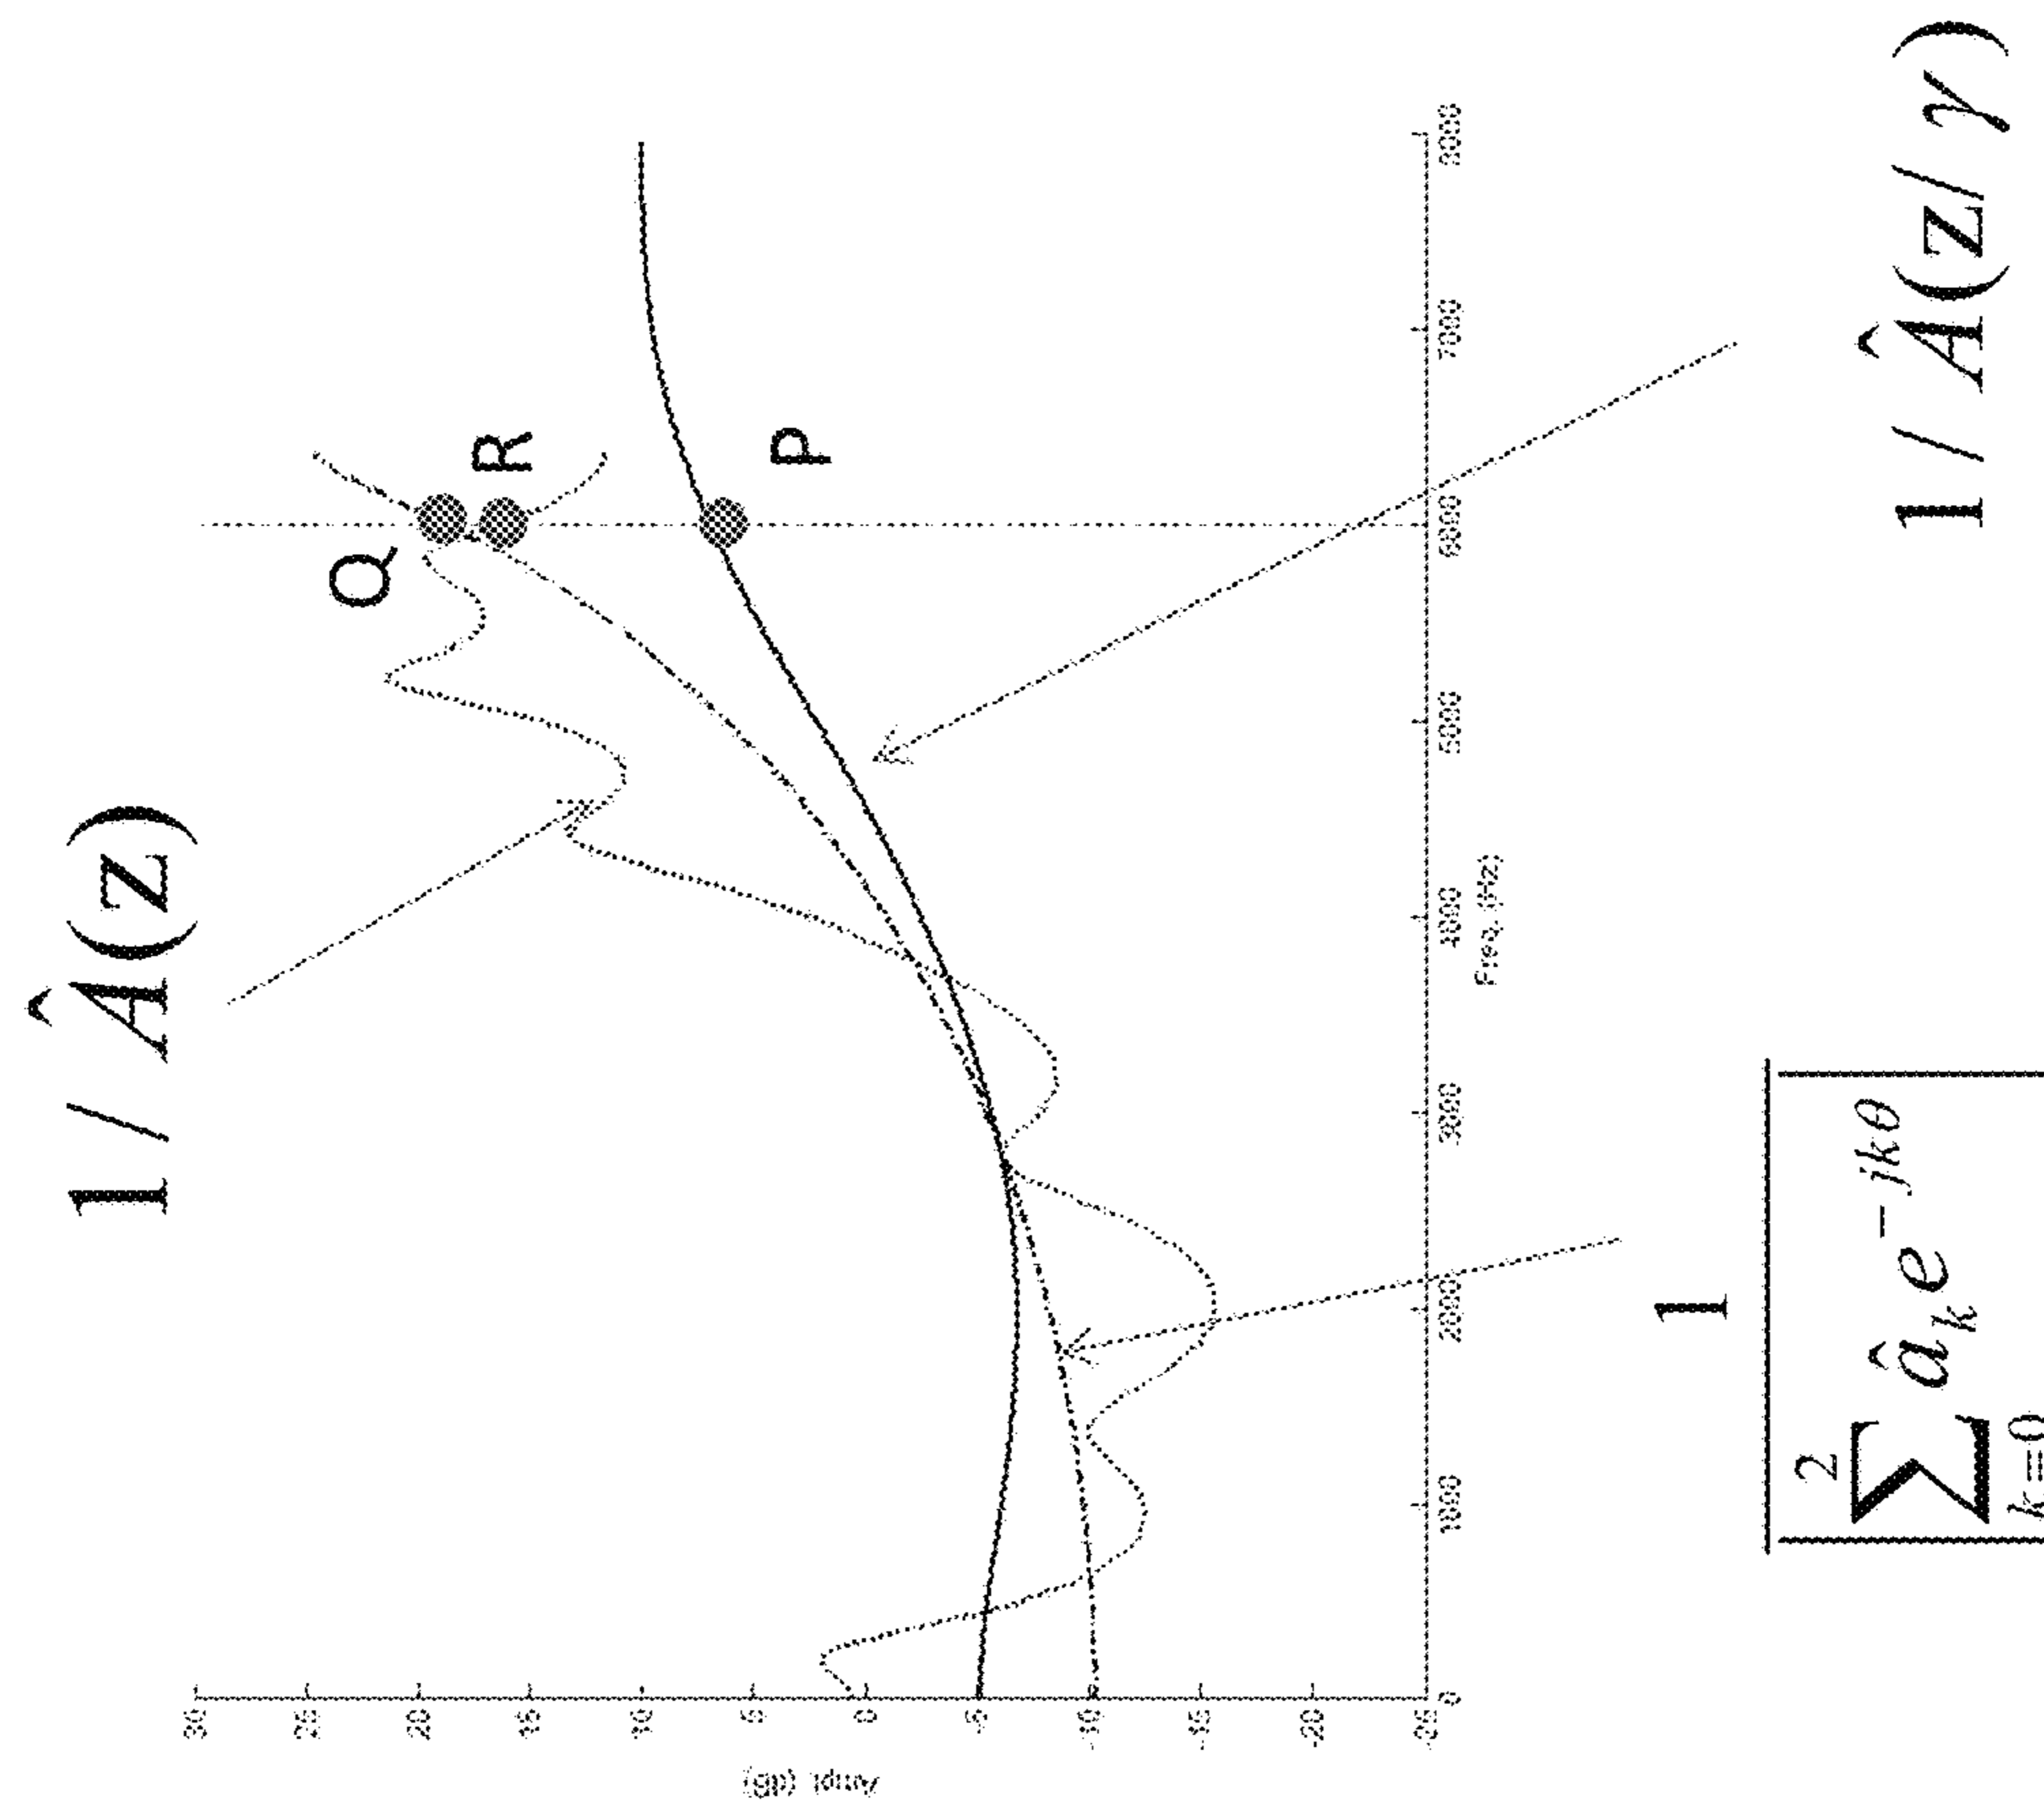 1 / Â(z)
Q
R
P
Ampl. (dB)
30
25
20
15
10
5
0
-5
-10
-15
-20
-25
0
1000
2000
3000
4000
5000
6000
7000
8000
Freq. (Hz)
1
2
∑ âₖe⁻ʲᵏᶿ
k=0
1 / Â(z/ γ )